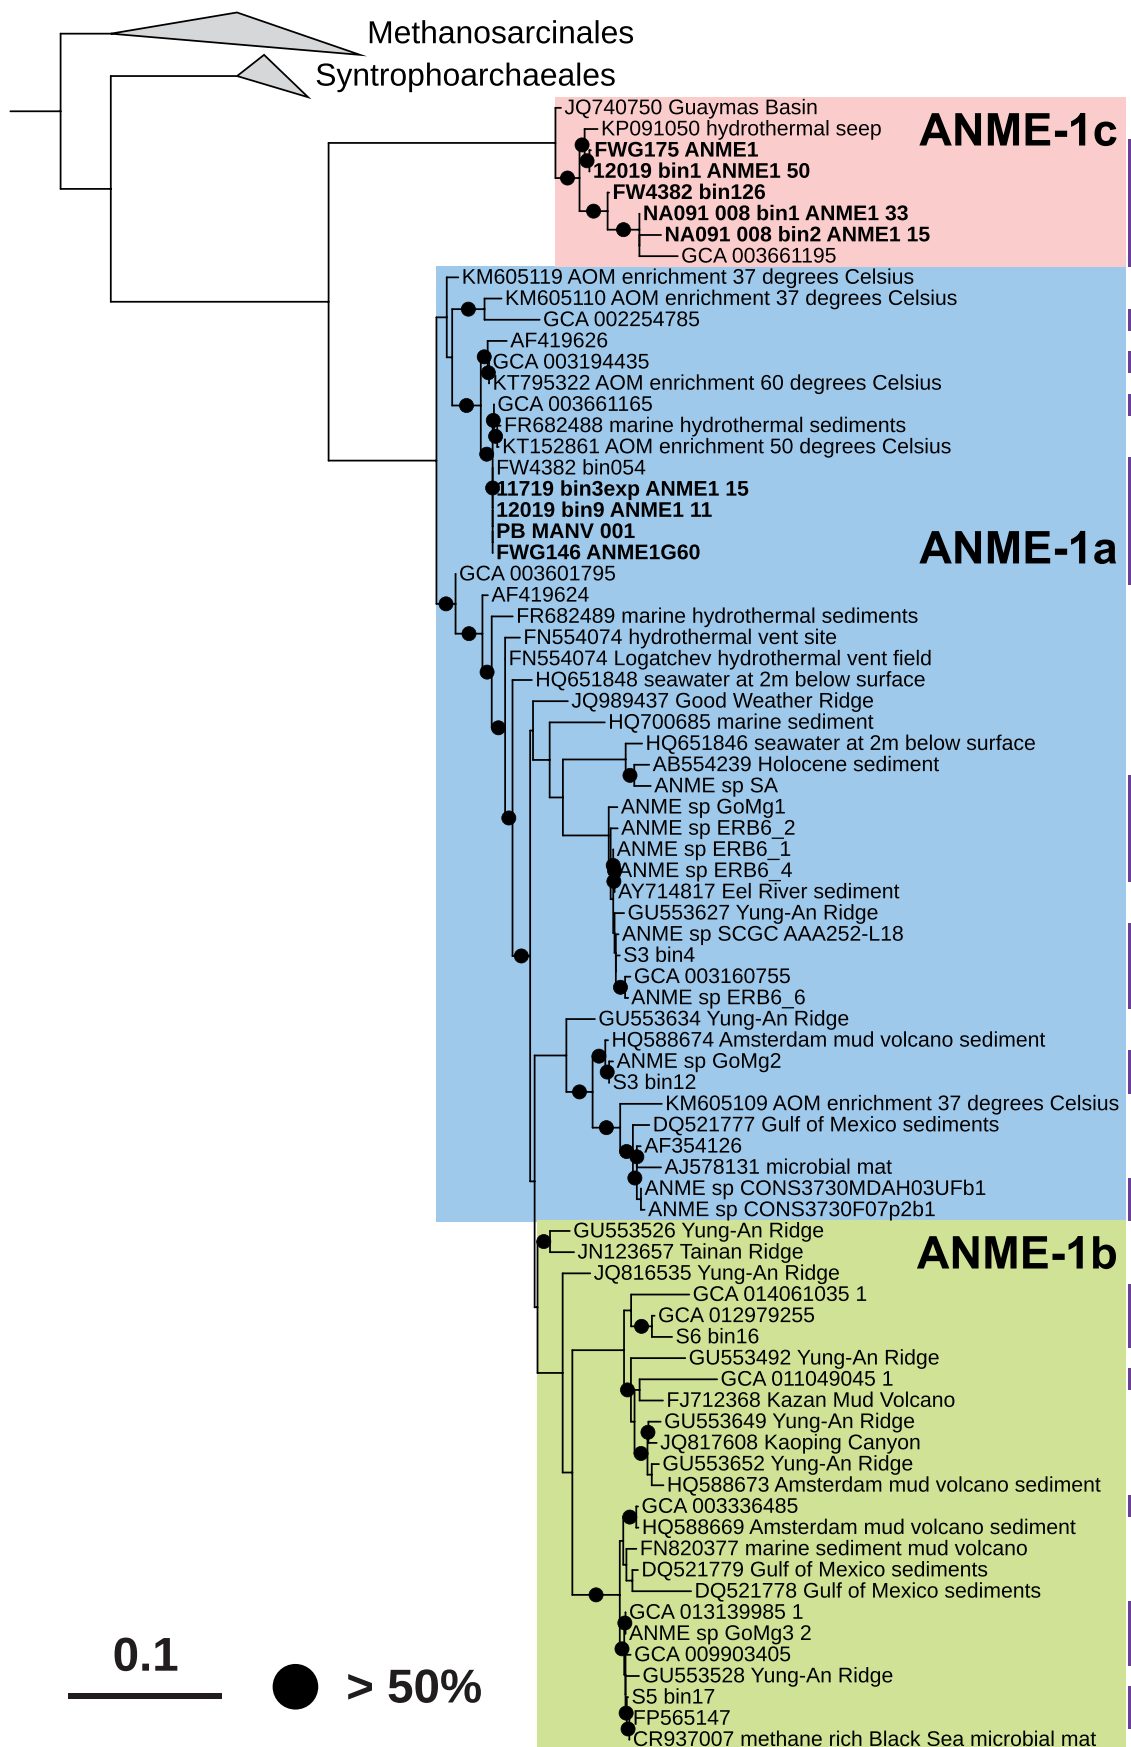 Methanosarcinales
Syntrophoarchaeales
JQ740750 Guaymas Basin
ANME-1c
KP091050 hydrothermal seep
FWG175 ANME1
12019 bin1 ANME1 50
FW4382 bin126
NA091 008 bin1 ANME1 33
NA091 008 bin2 ANME1 15
GCA 003661195
KM605119 AOM enrichment 37 degrees Celsius
KM605110 AOM enrichment 37 degrees Celsius
GCA 002254785
AF419626
GCA 003194435
KT795322 AOM enrichment 60 degrees Celsius
GCA 003661165
FR682488 marine hydrothermal sediments
KT152861 AOM enrichment 50 degrees Celsius
FW4382 bin054
11719 bin3exp ANME1 15
12019 bin9 ANME1 11
PB MANV 001
FWG146 ANME1G60
ANME-1a
GCA 003601795
AF419624
FR682489 marine hydrothermal sediments
FN554074 hydrothermal vent site
FN554074 Logatchev hydrothermal vent field
HQ651848 seawater at 2m below surface
JQ989437 Good Weather Ridge
HQ700685 marine sediment
HQ651846 seawater at 2m below surface
AB554239 Holocene sediment
ANME sp SA
ANME sp GoMg1
ANME sp ERB6_2
ANME sp ERB6_1
ANME sp ERB6_4
AY714817 Eel River sediment
GU553627 Yung-An Ridge
ANME sp SCGC AAA252-L18
S3 bin4
GCA 003160755
ANME sp ERB6_6
GU553634 Yung-An Ridge
HQ588674 Amsterdam mud volcano sediment
ANME sp GoMg2
S3 bin12
KM605109 AOM enrichment 37 degrees Celsius
DQ521777 Gulf of Mexico sediments
AF354126
AJ578131 microbial mat
ANME sp CONS3730MDAH03UFb1
ANME sp CONS3730F07p2b1
GU553526 Yung-An Ridge
ANME-1b
JN123657 Tainan Ridge
JQ816535 Yung-An Ridge
GCA 014061035 1
GCA 012979255
S6 bin16
GU553492 Yung-An Ridge
GCA 011049045 1
FJ712368 Kazan Mud Volcano
GU553649 Yung-An Ridge
JQ817608 Kaoping Canyon
GU553652 Yung-An Ridge
HQ588673 Amsterdam mud volcano sediment
GCA 003336485
HQ588669 Amsterdam mud volcano sediment
FN820377 marine sediment mud volcano
DQ521779 Gulf of Mexico sediments
DQ521778 Gulf of Mexico sediments
GCA 013139985 1
ANME sp GoMg3 2
GCA 009903405
GU553528 Yung-An Ridge
S5 bin17
FP565147
CR937007 methane rich Black Sea microbial mat
0.1
> 50%